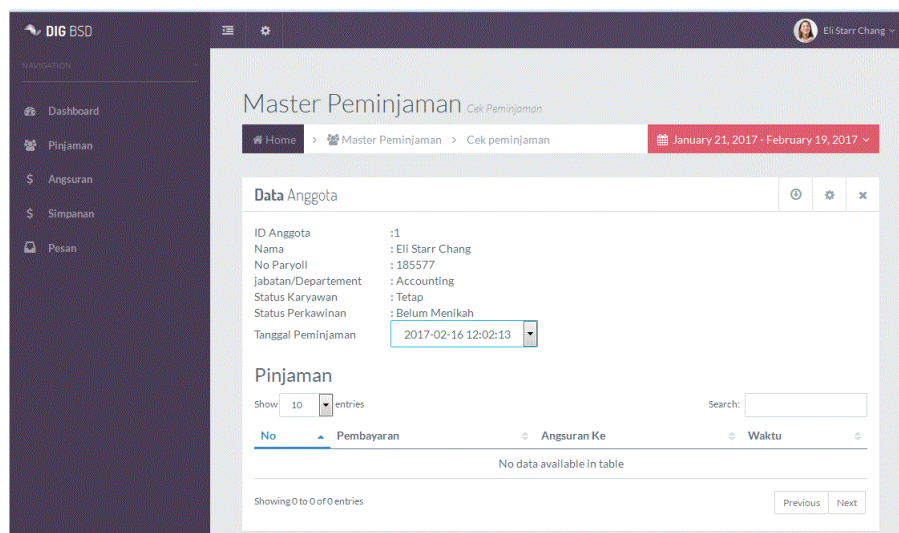 DIG BSD
Eli Starr Chang
NAVIGATION
Dashboard
Pinjaman
$ Angsuran
$ Simpanan
Pesan
Master Peminjaman Cek Peminjaman
Home > Master Peminjaman > Cek peminjaman
January 21, 2017 - February 19, 2017
Data Anggota
ID Anggota :1
Nama : Eli Starr Chang
No Paryoll : 185577
jabatan/Departement : Accounting
Status Karyawan : Tetap
Status Perkawinan : Belum Menikah
Tanggal Peminjaman 2017-02-16 12:02:13
Pinjaman
Show 10 entries Search:
No Pembayaran Angsuran Ke Waktu
No data available in table
Showing 0 to 0 of 0 entries Previous Next